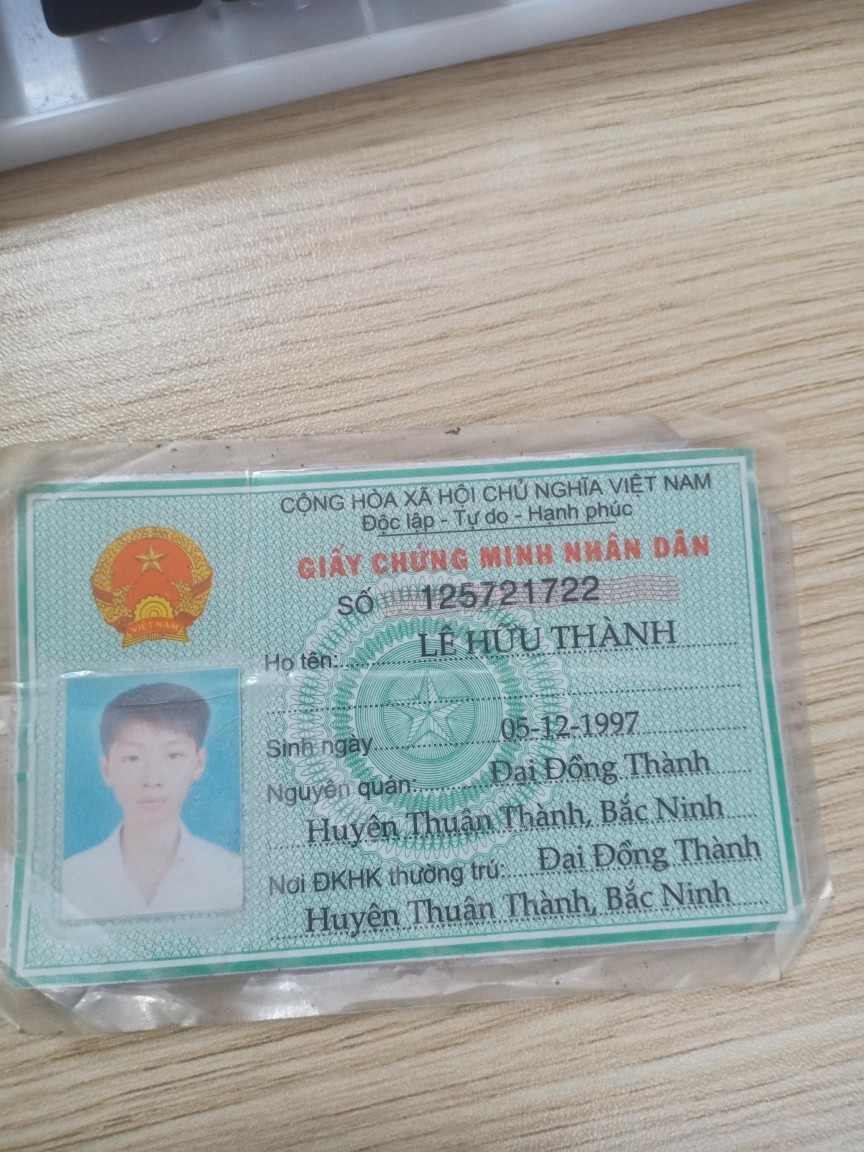 CỘNG HÒA XÃ HỘI CHỦ NGHĨA VIỆT NAM
Độc lập - Tự do - Hạnh phúc
GIẤY CHỨNG MINH NHÂN DÂN
SỐ 125721722
Họ tên: LÊ HỮU THÀNH
Sinh ngày 05-12-1997
Nguyên quán: Đại Đồng Thành
Huyện Thuận Thành, Bắc Ninh
Nơi ĐKHK thường trú: Đại Đồng Thành
Huyện Thuận Thành, Bắc Ninh
VIỆT NAM